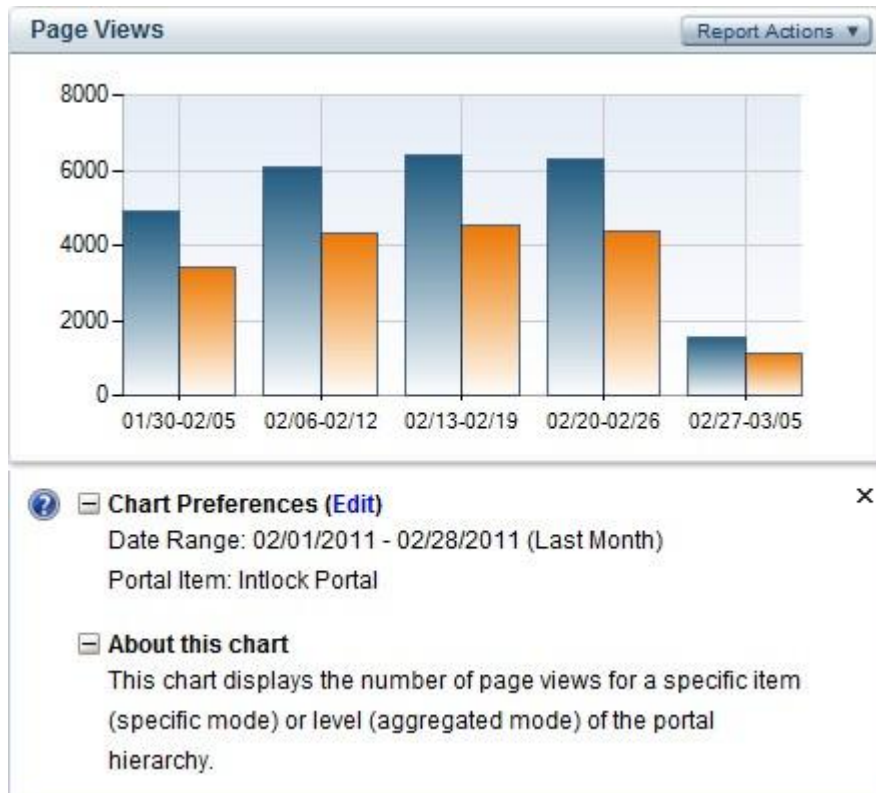 Page Views
Report Actions
8000
6000
4000
2000
0
01/30-02/05 02/06-02/12 02/13-02/19 02/20-02/26 02/27-03/05
Chart Preferences (Edit)
Date Range: 02/01/2011 - 02/28/2011 (Last Month)
Portal Item: Intlock Portal
About this chart
This chart displays the number of page views for a specific item
(specific mode) or level (aggregated mode) of the portal
hierarchy.